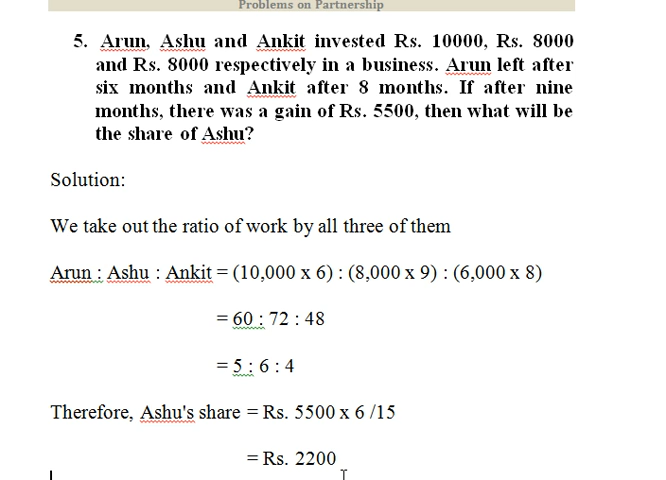 Problems on Partnership
5. Arun, Ashu and Ankit invested Rs. 10000, Rs. 8000
and Rs. 8000 respectively in a business. Arun left after
six months and Ankit after 8 months. If after nine
months, there was a gain of Rs. 5500, then what will be
the share of Ashu?
Solution:
We take out the ratio of work by all three of them
Arun : Ashu : Ankit = (10,000 x 6) : (8,000 x 9) : (6,000 x 8)
= 60 : 72 : 48
= 5 : 6 : 4
Therefore, Ashu's share = Rs. 5500 x 6 /15
= Rs. 2200